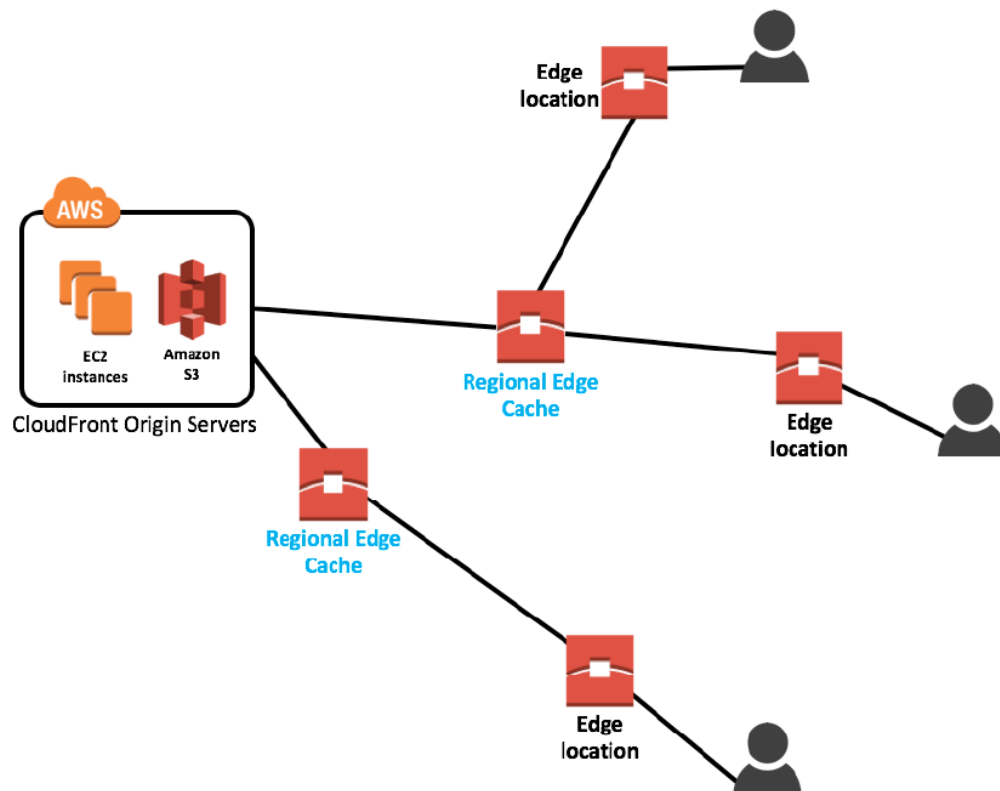 Edge
location
AWS
EC2
instances
Amazon
S3
CloudFront Origin Servers
Regional Edge
Cache
Edge
location
Regional Edge
Cache
Edge
location